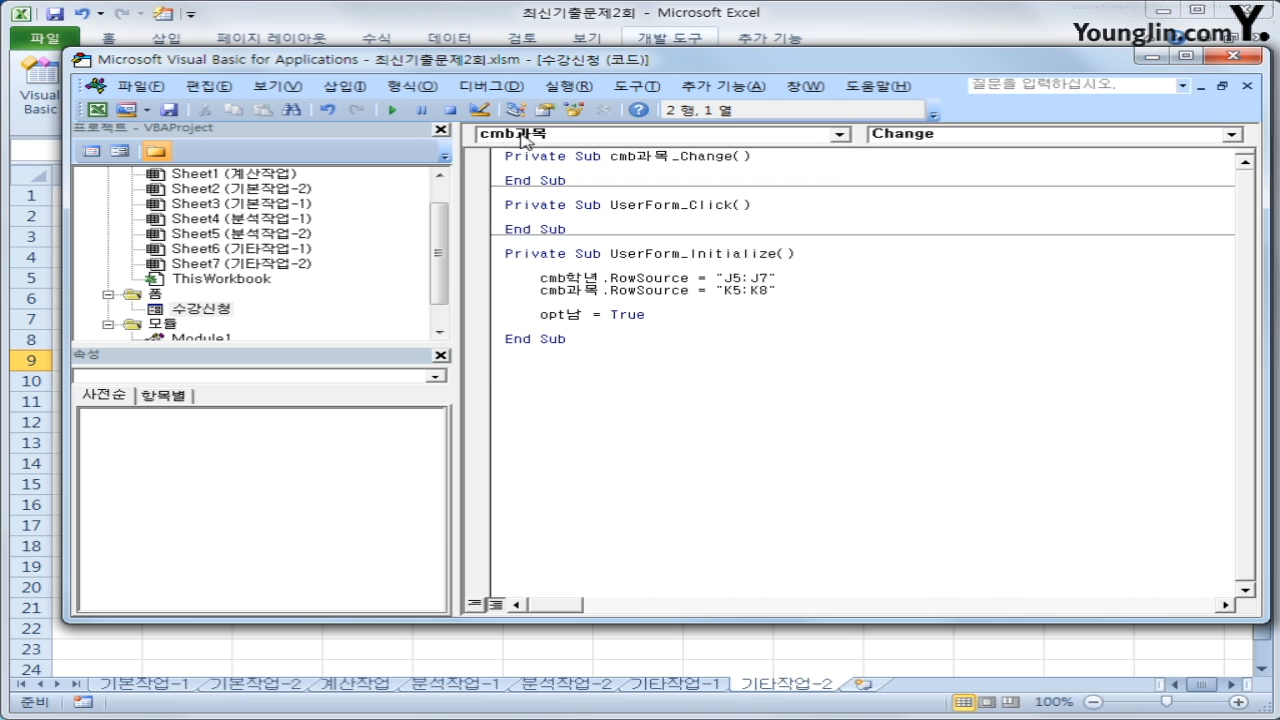 최신기출문제2회 - Microsoft Excel
Younglin.com Y.
파일 홈 삽입 페이지 레이아웃 수식 데이터 검토 보기 개발 도구 추가 기능
Microsoft Visual Basic for Applications - 최신기출문제2회.xlsm - [수강신청 (코드)]
Visual
Basic
파일(F) 편집(E) 보기(V) 삽입(I) 형식(O) 디버그(D) 실행(R) 도구(T) 추가 기능(A) 창(W) 도움말(H)
질문을 입력하십시오.
2 행, 1 열
프로젝트 - VBAProject
cmb과목
Change
Sheet1 (계산작업)
Sheet2 (기본작업-2)
Sheet3 (기본작업-1)
Sheet4 (분석작업-1)
Sheet5 (분석작업-2)
Sheet6 (기타작업-1)
Sheet7 (기타작업-2)
ThisWorkbook
폼
수강신청
모듈
Module1
속성
사전순 항목별
Private Sub cmb과목_Change()
End Sub
Private Sub UserForm_Click()
End Sub
Private Sub UserForm_Initialize()
cmb학년.RowSource = "J5:J7"
cmb과목.RowSource = "K5:K8"
opt남 = True
End Sub
1
2
3
4
5
6
7
8
9
10
11
12
13
14
15
16
17
18
19
20
21
22
23
24
기본작업-1 기본작업-2 계산작업 분석작업-1 분석작업-2 기타작업-1 기타작업-2
준비
100%